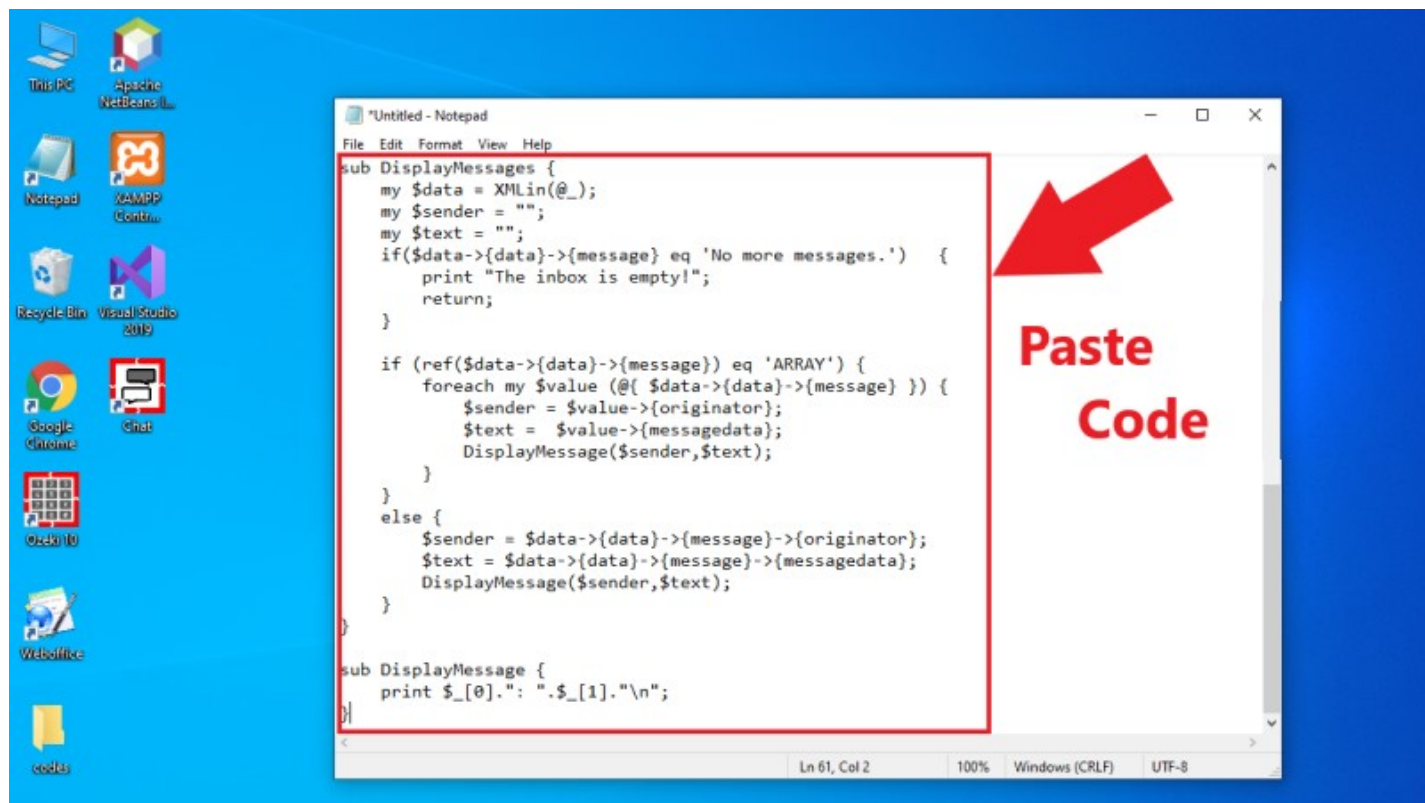 This PC
Apache
NetBeans I...
Notepad
XAMPP
Contr...
Recycle Bin
Visual Studio
2019
Google
Chrome
Chat
Ozeki 10
Weboffice
codes
*Untitled - Notepad
File Edit Format View Help
sub DisplayMessages {
    my $data = XMLin(@_);
    my $sender = "";
    my $text = "";
    if($data->{data}->{message} eq 'No more messages.')   {
        print "The inbox is empty!";
        return;
    }

    if (ref($data->{data}->{message}) eq 'ARRAY') {
        foreach my $value (@{ $data->{data}->{message} }) {
            $sender = $value->{originator};
            $text =  $value->{messagedata};
            DisplayMessage($sender,$text);
        }
    }
    else {
        $sender = $data->{data}->{message}->{originator};
        $text = $data->{data}->{message}->{messagedata};
        DisplayMessage($sender,$text);
    }
}

sub DisplayMessage {
    print $_[0].": ".$_[1]."\n";
}
Paste
Code
Ln 61, Col 2
100%
Windows (CRLF)
UTF-8